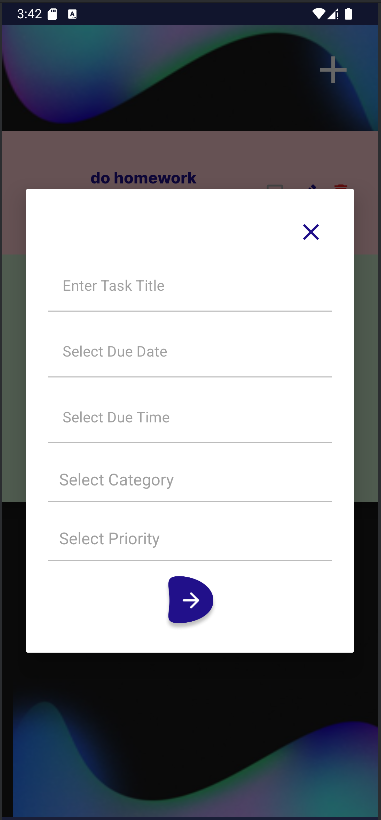 3:42
do homework
Enter Task Title
Select Due Date
Select Due Time
Select Category
Select Priority